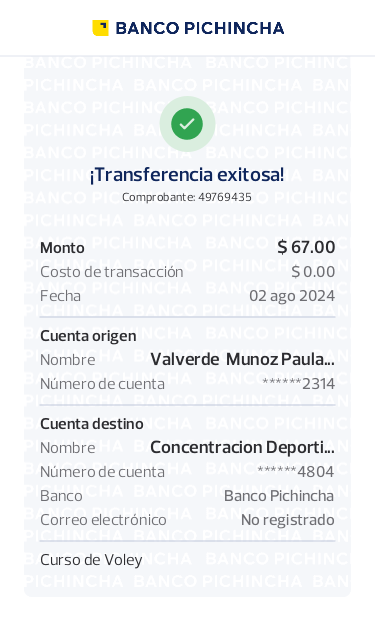 BANCO PICHINCHA
¡Transferencia exitosa!
Comprobante: 49769435
Monto $ 67.00
Costo de transacción $ 0.00
Fecha 02 ago 2024
Cuenta origen
Nombre Valverde Munoz Paula...
Número de cuenta ******2314
Cuenta destino
Nombre Concentracion Deporti...
Número de cuenta ******4804
Banco Banco Pichincha
Correo electrónico No registrado
Curso de Voley